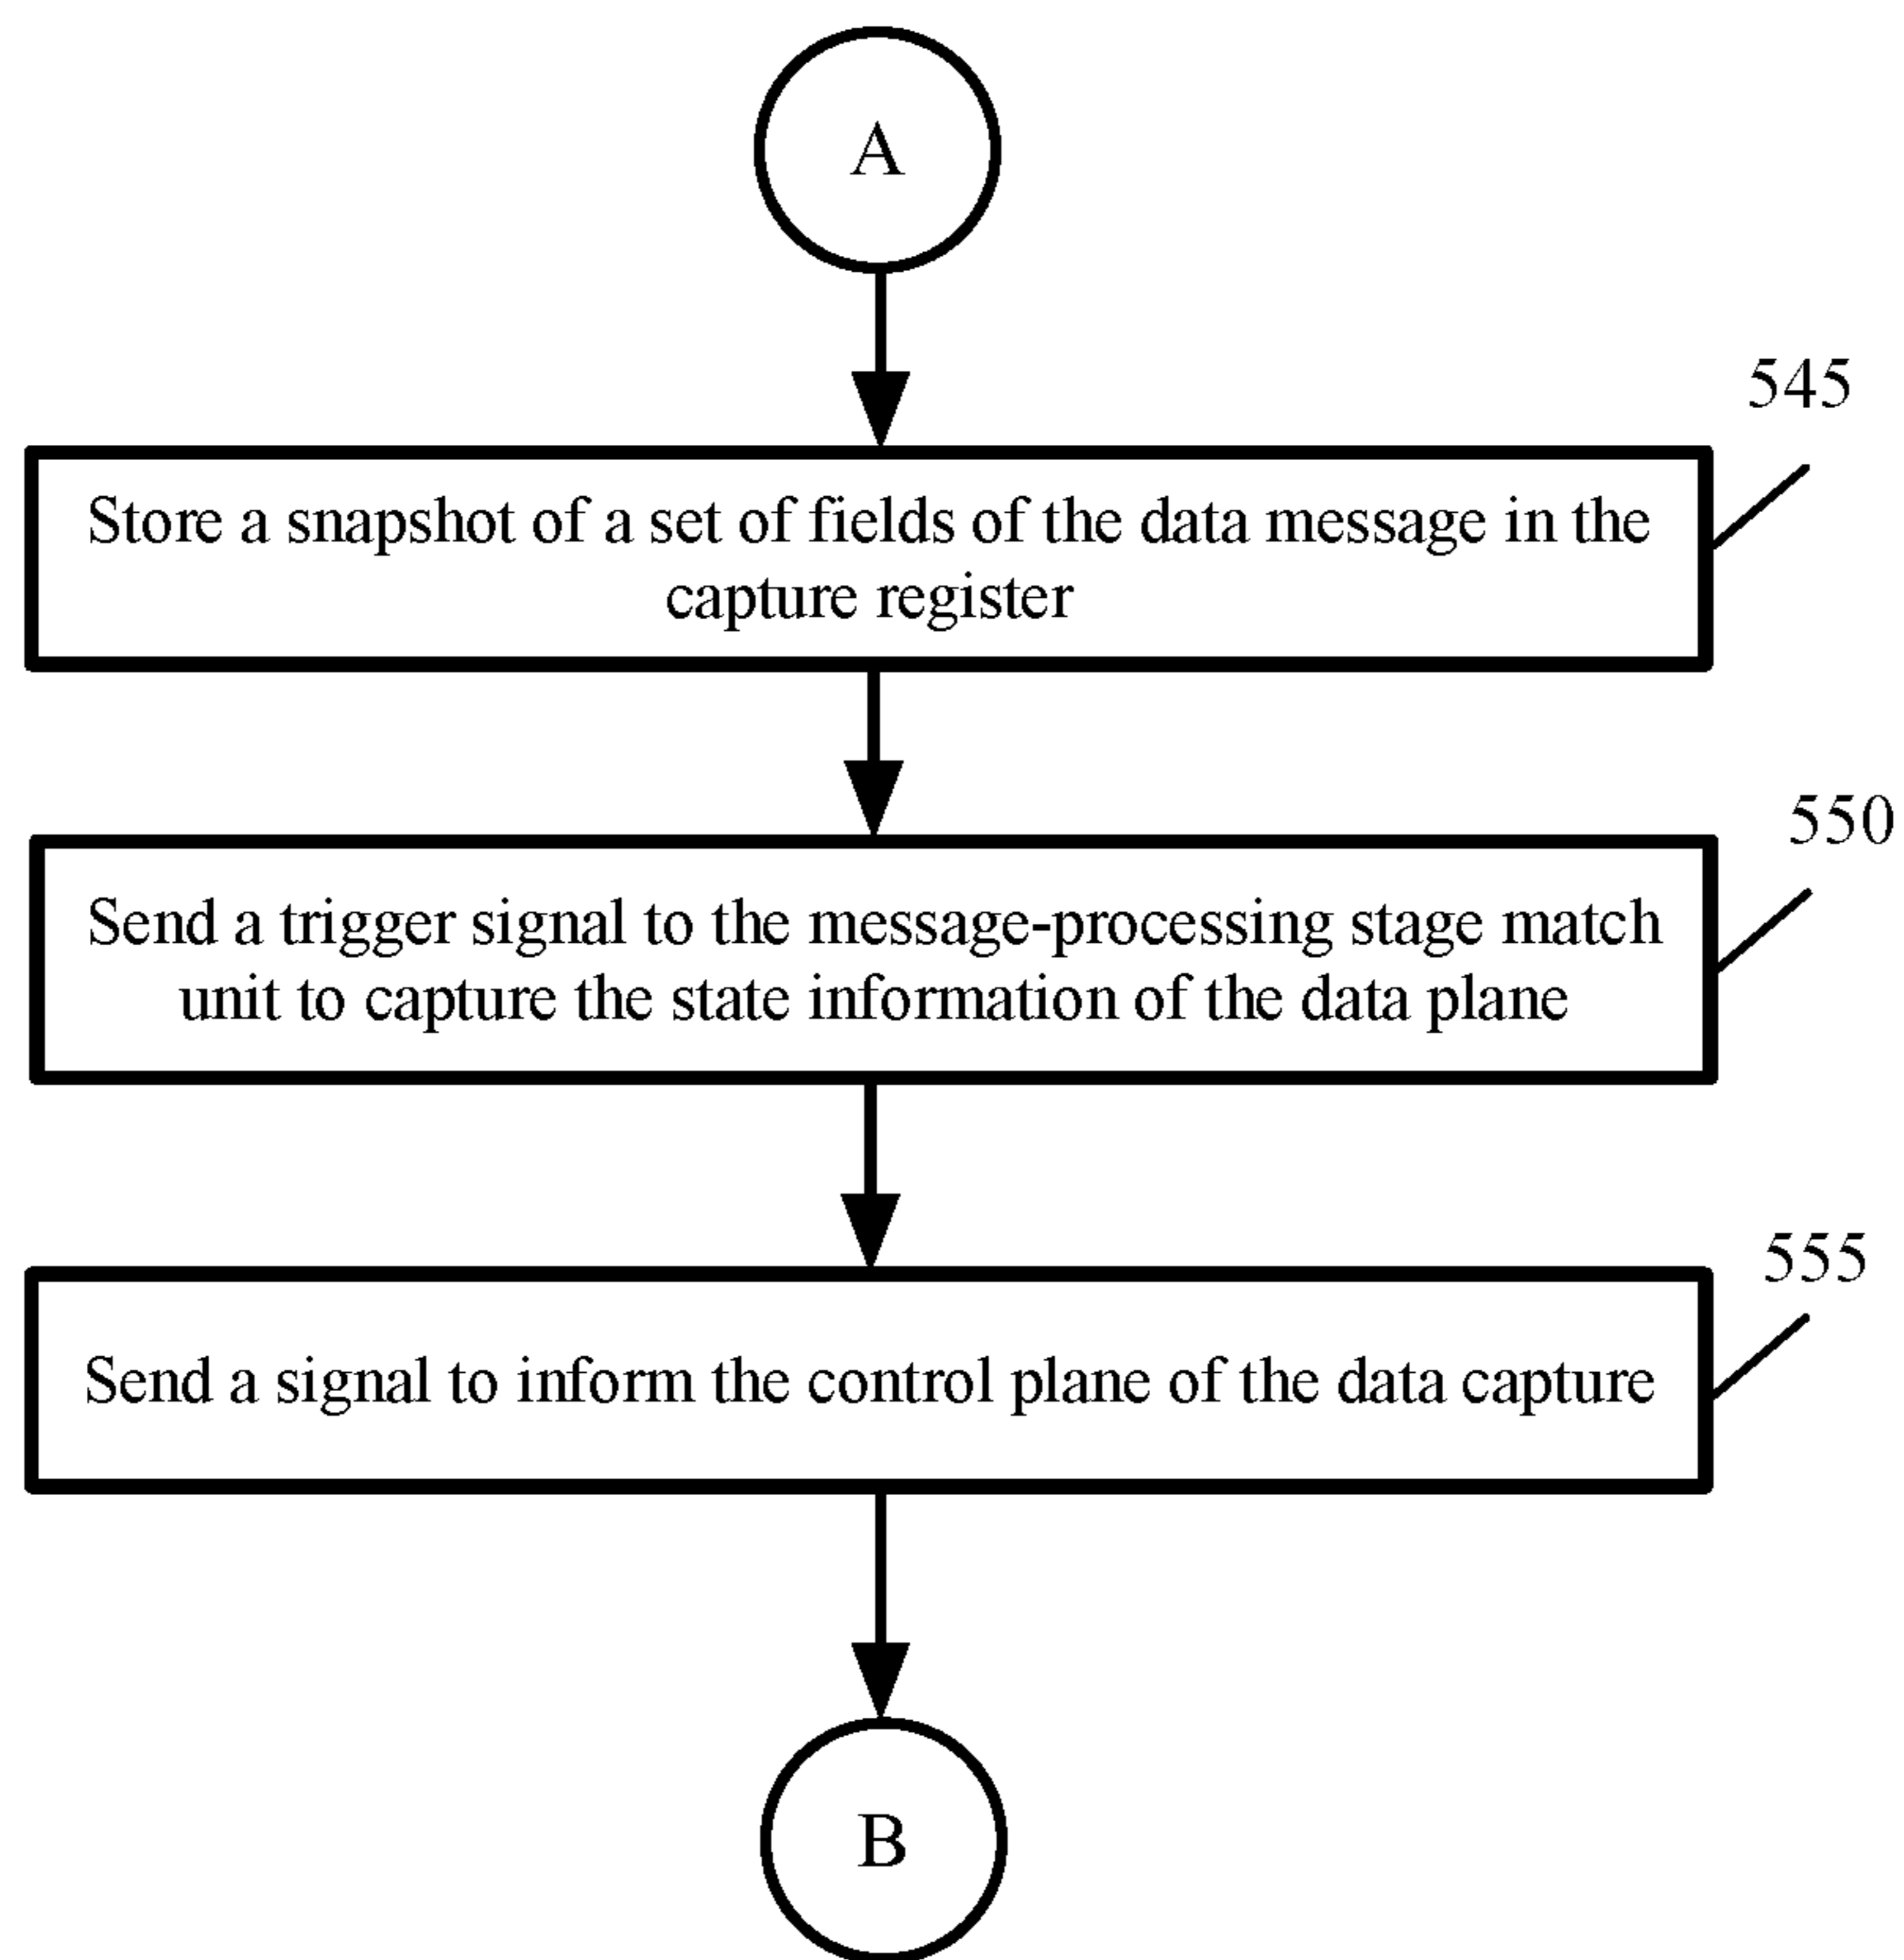 A
545
Store a snapshot of a set of fields of the data message in the
capture register
550
Send a trigger signal to the message-processing stage match
unit to capture the state information of the data plane
555
Send a signal to inform the control plane of the data capture
B